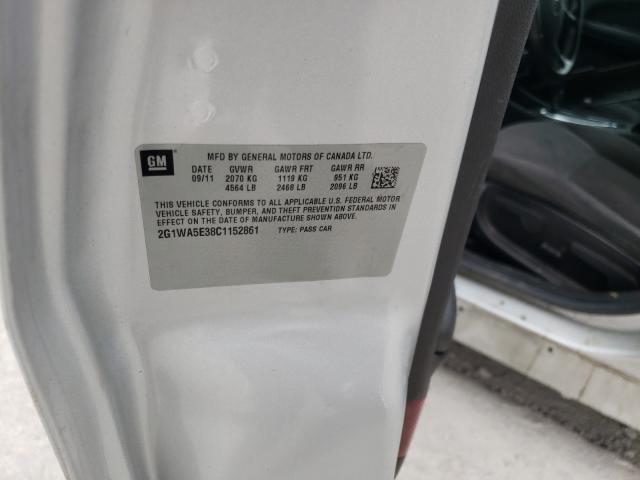 GM
MFD BY GENERAL MOTORS OF CANADA LTD.
DATE GVWR GAWR FRT GAWR RR
09/11 2070 KG 1119 KG 951 KG
4564 LB 2468 LB 2096 LB
THIS VEHICLE CONFORMS TO ALL APPLICABLE U.S. FEDERAL MOTOR
VEHICLE SAFETY, BUMPER, AND THEFT PREVENTION STANDARDS IN
EFFECT ON THE DATE OF MANUFACTURE SHOWN ABOVE.
2G1WA5E38C1152861 TYPE: PASS CAR